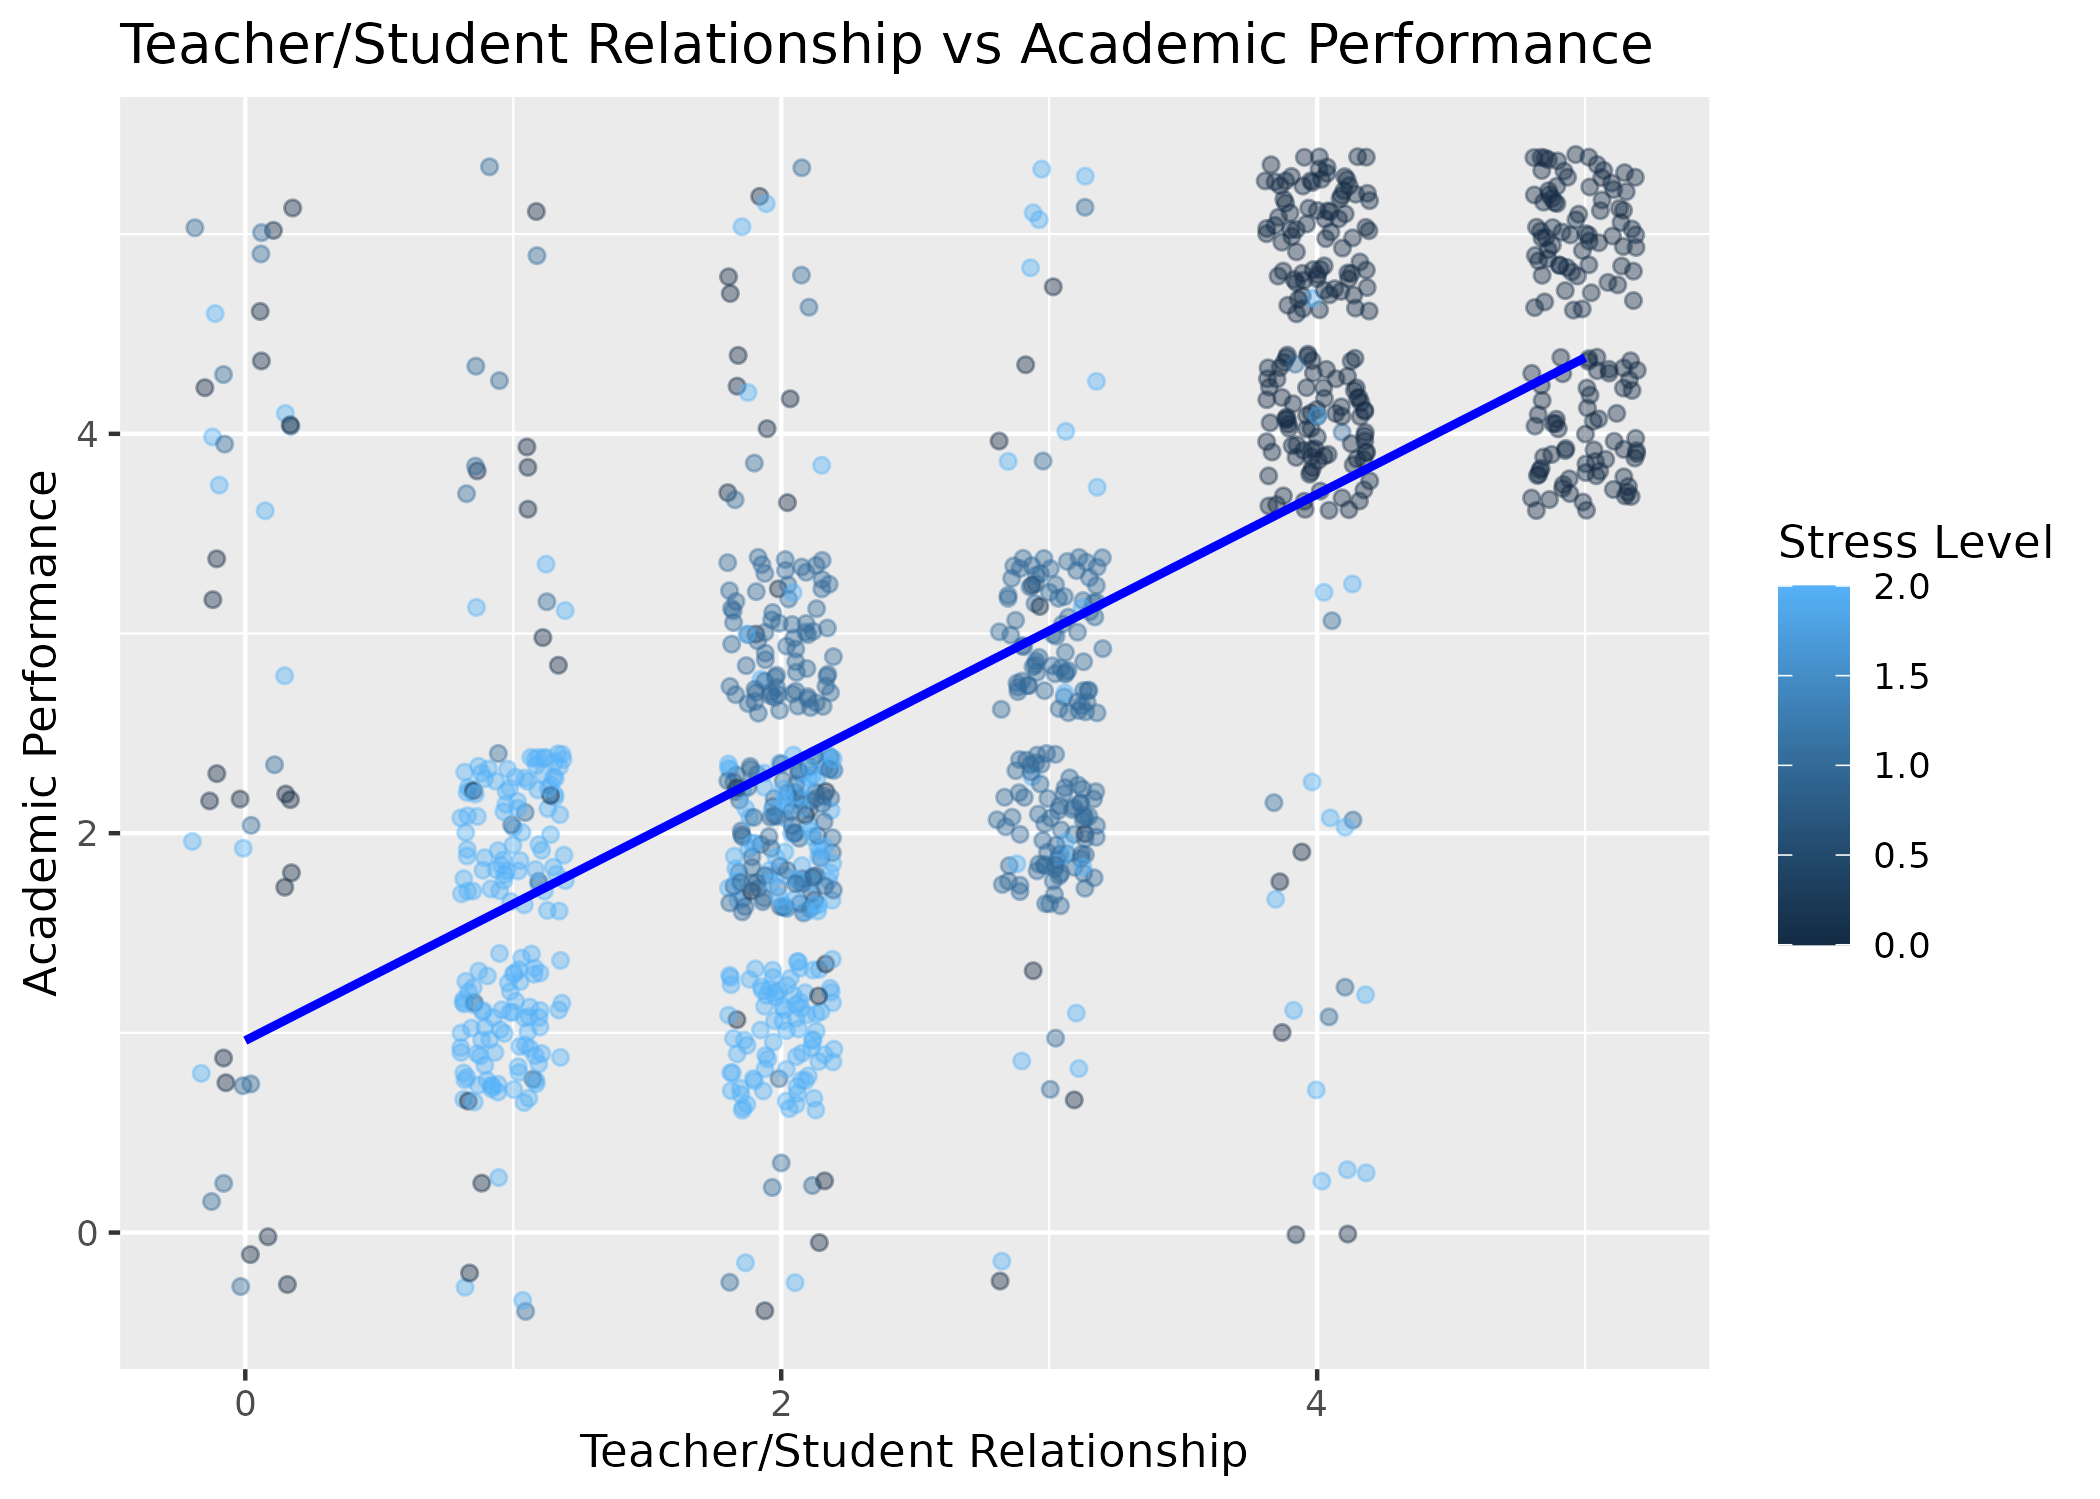 Teacher/Student Relationship vs Academic Performance
Academic Performance
4
2
0
0
2
4
Teacher/Student Relationship
Stress Level
2.0
1.5
1.0
0.5
0.0